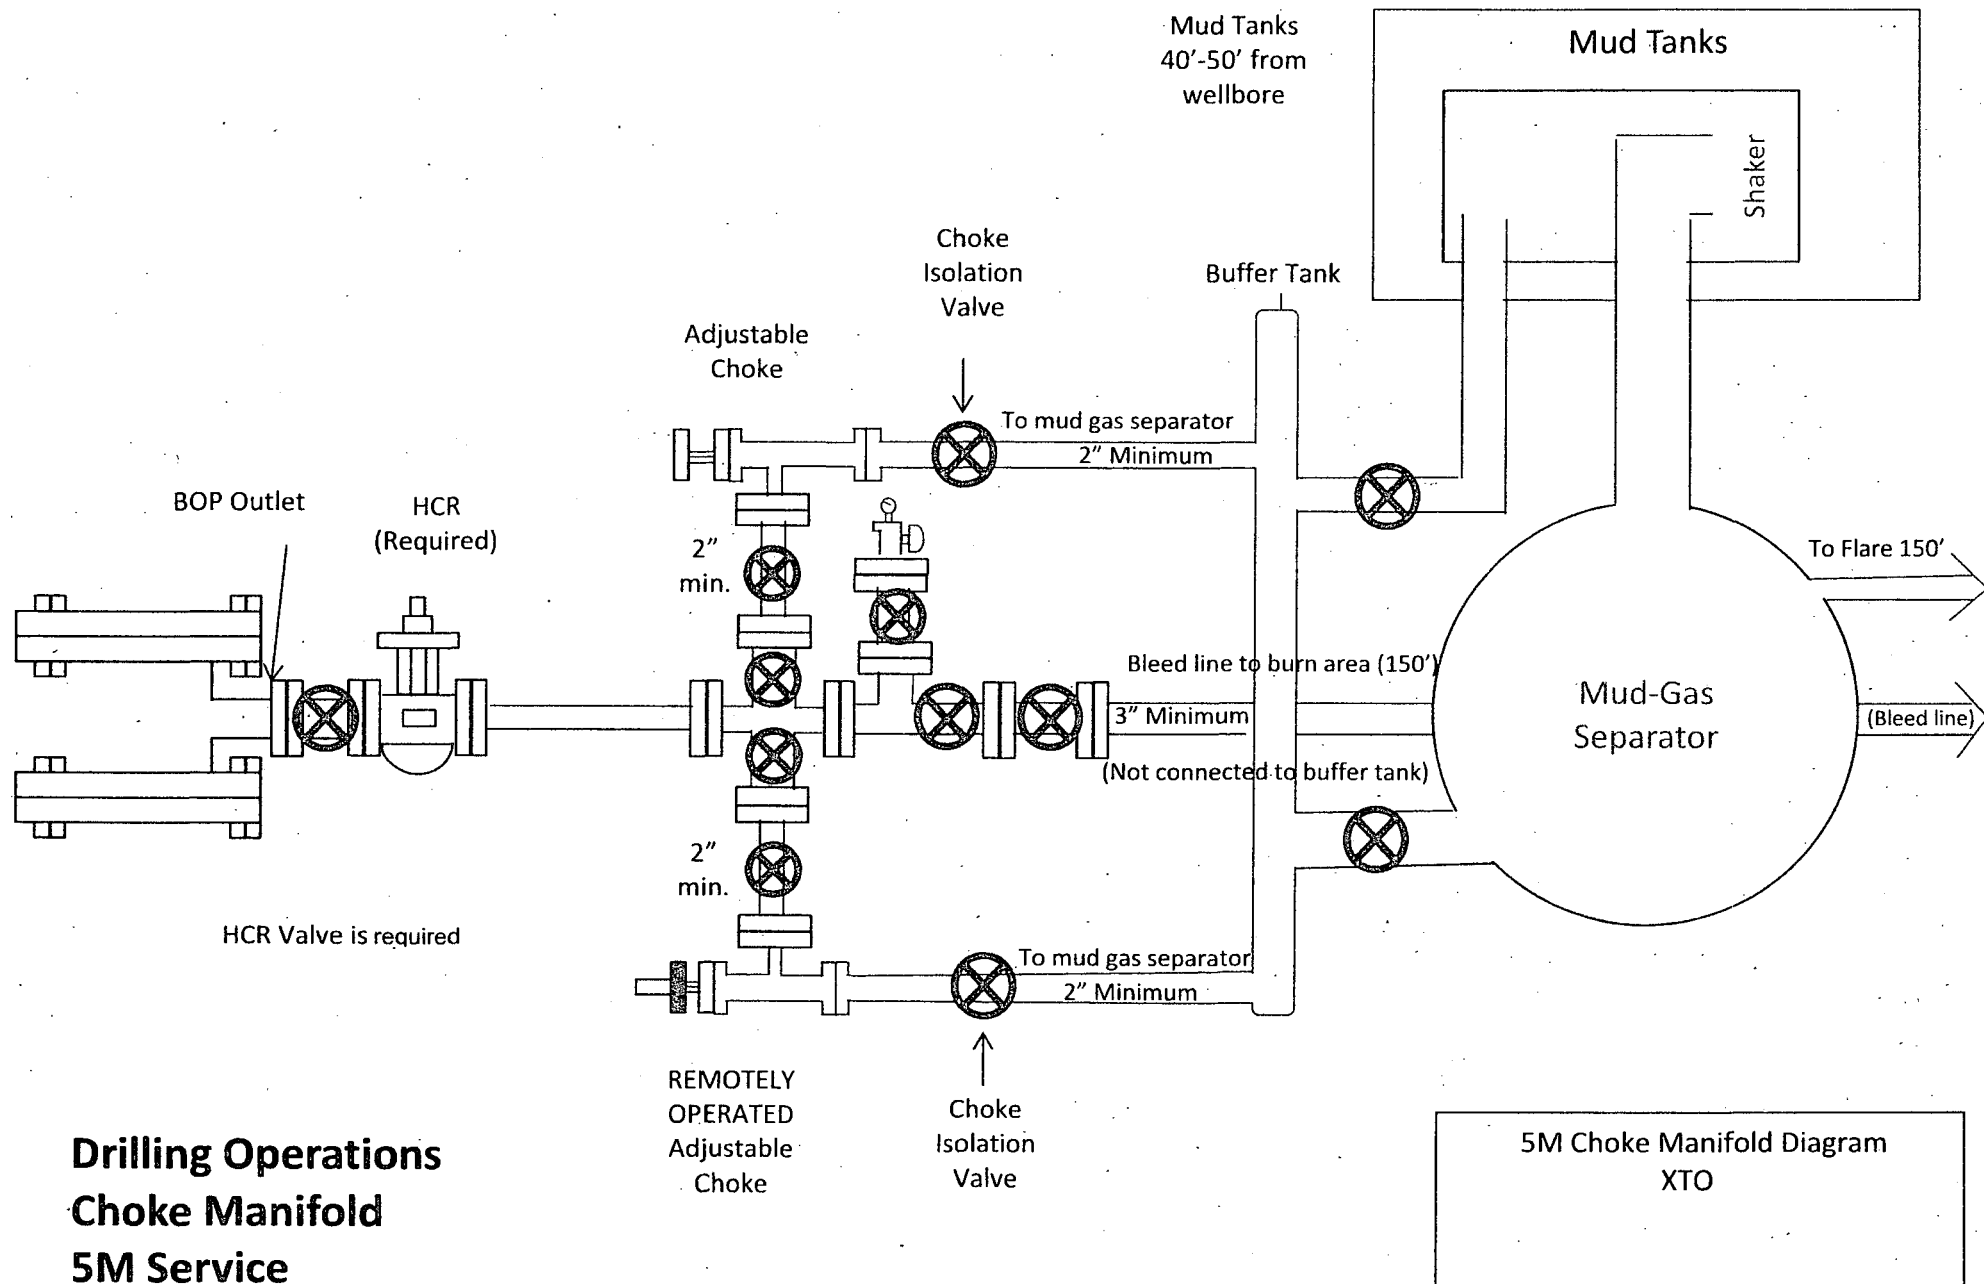 Mud Tanks
40’-50’ from
wellbore
Mud Tanks
Shaker
Choke
Isolation
Valve
Buffer Tank
Adjustable
Choke
To mud gas separator
2” Minimum
BOP Outlet
HCR
(Required)
2”
min.
To Flare 150’
Bleed line to burn area (150’)
3” Minimum
(Not connected to buffer tank)
Mud-Gas
Separator
(Bleed line)
2”
min.
HCR Valve is required
To mud gas separator
2” Minimum
REMOTELY
OPERATED
Adjustable
Choke
Choke
Isolation
Valve
Drilling Operations
Choke Manifold
5M Service
5M Choke Manifold Diagram
XTO